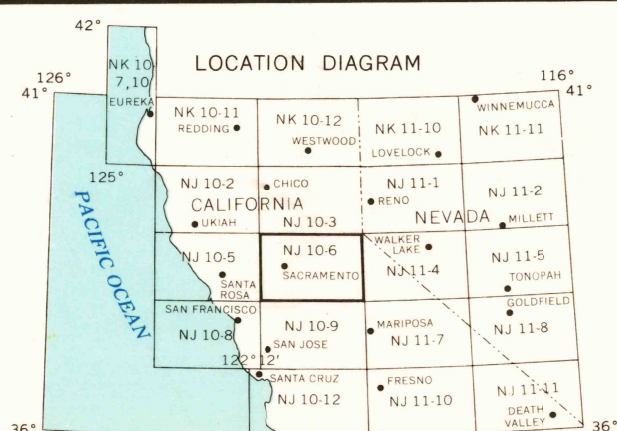 42°
LOCATION DIAGRAM
126°
116°
41°
41°
NK 10
7,10
EUREKA
NK 10-11
REDDING
NK 10-12
WESTWOOD
NK 11-10
LOVELOCK
WINNEMUCCA
NK 11-11
125°
NJ 10-2
CHICO
NJ 11-1
RENO
NJ 11-2
CALIFORNIA
NEVADA
UKIAH
NJ 10-3
MILLETT
PACIFIC OCEAN
NJ 10-5
SANTA
ROSA
NJ 10-6
SACRAMENTO
WALKER
LAKE
NJ 11-4
NJ 11-5
TONOPAH
GOLDFIELD
NJ 11-8
SAN FRANCISCO
NJ 10-8
NJ 10-9
SAN JOSE
MARIPOSA
NJ 11-7
122°12'
SANTA CRUZ
NJ 10-12
FRESNO
NJ 11-10
NJ 11-11
DEATH
VALLEY
36°
36°